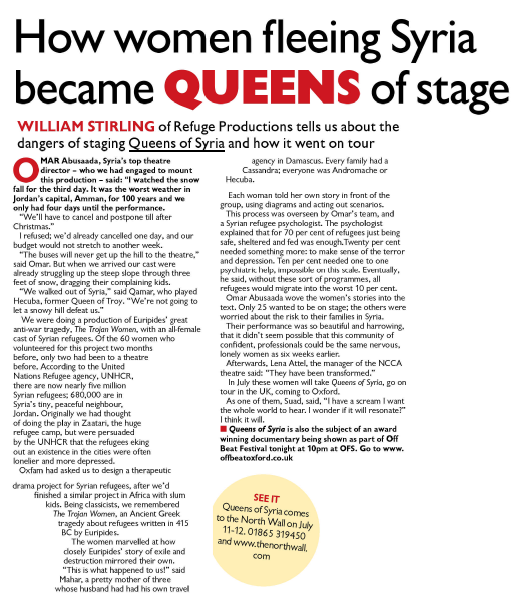 How women fleeing Syria
became QUEENS of stage
WILLIAM STIRLING of Refuge Productions tells us about the
dangers of staging Queens of Syria and how it went on tour
OMAR Abusaada, Syria's top theatre
director – who we had engaged to mount
this production – said: "I watched the snow
fall for the third day. It was the worst weather in
Jordan's capital, Amman, for 100 years and we
only had four days until the performance.
"We'll have to cancel and postpone till after
Christmas."
I refused; we'd already cancelled one day, and our
budget would not stretch to another week.
"The buses will never get up the hill to the theatre,"
said Omar. But when we arrived our cast were
already struggling up the steep slope through three
feet of snow, dragging their complaining kids.
"We walked out of Syria," said Qamar, who played
Hecuba, former Queen of Troy. "We're not going to
let a snowy hill defeat us."
We were doing a production of Euripides' great
anti-war tragedy, The Trojan Women, with an all-female
cast of Syrian refugees. Of the 60 women who
volunteered for this project two months
before, only two had been to a theatre
before. According to the United
Nations Refugee agency, UNHCR,
there are now nearly five million
Syrian refugees; 680,000 are in
Syria's tiny, peaceful neighbour,
Jordan. Originally we had thought
of doing the play in Zaatari, the huge
refugee camp, but were persuaded
by the UNHCR that the refugees eking
out an existence in the cities were often
lonelier and more depressed.
Oxfam had asked us to design a therapeutic
drama project for Syrian refugees, after we'd
finished a similar project in Africa with slum
kids. Being classicists, we remembered
The Trojan Women, an Ancient Greek
tragedy about refugees written in 415
BC by Euripides.
The women marvelled at how
closely Euripides' story of exile and
destruction mirrored their own.
"This is what happened to us!" said
Mahar, a pretty mother of three
whose husband had had his own travel
agency in Damascus. Every family had a
Cassandra; everyone was Andromache or
Hecuba.
Each woman told her own story in front of the
group, using diagrams and acting out scenarios.
This process was overseen by Omar's team, and
a Syrian refugee psychologist. The psychologist
explained that for 70 per cent of refugees just being
safe, sheltered and fed was enough.Twenty per cent
needed something more: to make sense of the terror
and depression. Ten per cent needed one to one
psychiatric help, impossible on this scale. Eventually,
he said, without these sort of programmes, all
refugees would migrate into the worst 10 per cent.
Omar Abusaada wove the women's stories into the
text. Only 25 wanted to be on stage; the others were
worried about the risk to their families in Syria.
Their performance was so beautiful and harrowing,
that it didn't seem possible that this community of
confident, professionals could be the same nervous,
lonely women as six weeks earlier.
Afterwards, Lena Attel, the manager of the NCCA
theatre said: "They have been transformed."
In July these women will take Queens of Syria, go on
tour in the UK, coming to Oxford.
As one of them, Suad, said, "I have a scream I want
the whole world to hear. I wonder if it will resonate?"
I think it will.
■ Queens of Syria is also the subject of an award
winning documentary being shown as part of Off
Beat Festival tonight at 10pm at OFS. Go to www.
offbeatoxford.co.uk
SEE IT
Queens of Syria comes
to the North Wall on July
11-12. 01865 319450
and www.thenorthwall.
com